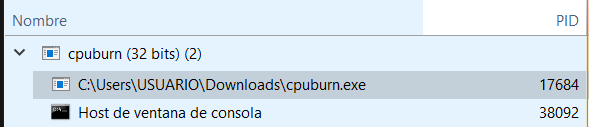 Nombre PID
cpuburn (32 bits) (2)
C:\Users\USUARIO\Downloads\cpuburn.exe 17684
Host de ventana de consola 38092